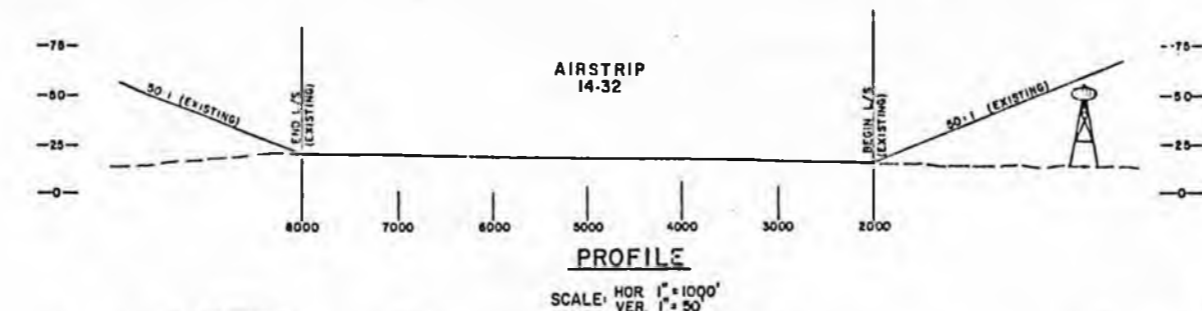 AIRSTRIP
14-32
-75-
-50-
-25-
-0-
50:1 (EXISTING)
END L/S
(EXISTING)
BEGIN L/S
(EXISTING)
50:1 (EXISTING)
-75-
-50-
-25-
-0-
8000 7000 6000 5000 4000 3000 2000
PROFILE
SCALE: HOR 1"=1000'
VER 1"=50'